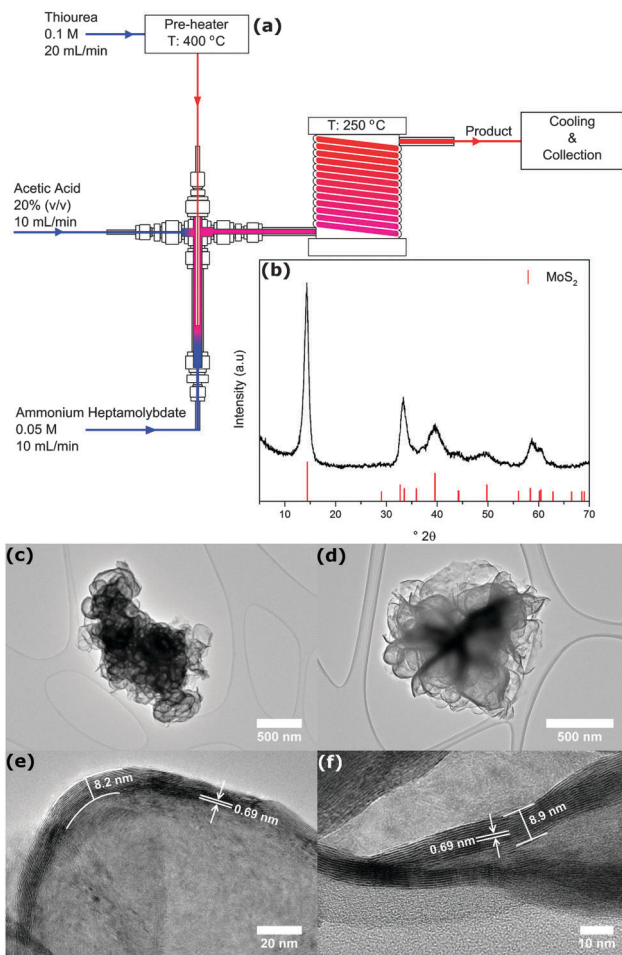 Thiourea
0.1 M
20 mL/min
Pre-heater
T: 400 °C
(a)
T: 250 °C
Product
Cooling
&
Collection
Acetic Acid
20% (v/v)
10 mL/min
Ammonium Heptamolybdate
0.05 M
10 mL/min
(b)
MoS₂
Intensity (a.u)
10 20 30 40 50 60 70
° 2θ
(c)
500 nm
(d)
500 nm
(e)
8.2 nm
0.69 nm
20 nm
(f)
0.69 nm
8.9 nm
10 nm